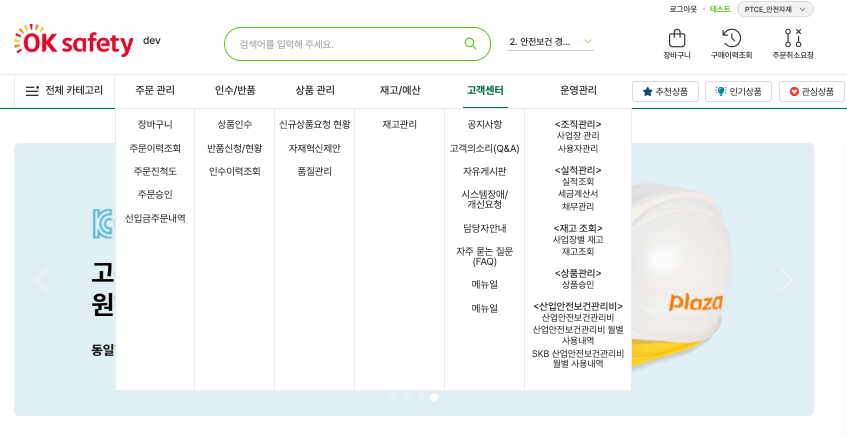 로그아웃 · 테스트 PTCE_안전자재
OK safety dev
검색어를 입력해 주세요.
2. 안전보건 경...
장바구니 구매이력조회 주문취소요청
전체 카테고리 주문 관리 인수/반품 상품 관리 재고/예산 고객센터 운영관리
추천상품 인기상품 관심상품
장바구니
주문이력조회
주문진척도
주문승인
신입금주문내역
상품인수
반품신청/현황
인수이력조회
신규상품요청 현황
자재혁신제안
품질관리
재고관리
공지사항
고객의소리(Q&A)
자유게시판
시스템장애/
개선요청
담당자안내
자주 묻는 질문
(FAQ)
메뉴얼
메뉴얼
<조직관리>
사업장 관리
사용자관리
<실적관리>
실적조회
세금계산서
채무관리
<재고 조회>
사업장별 재고
재고조회
<상품관리>
상품승인
<산업안전보건관리비>
산업안전보건관리비
산업안전보건관리비 월별
사용내역
SKB 산업안전보건관리비
월별 사용내역
고
원
동일
plaza